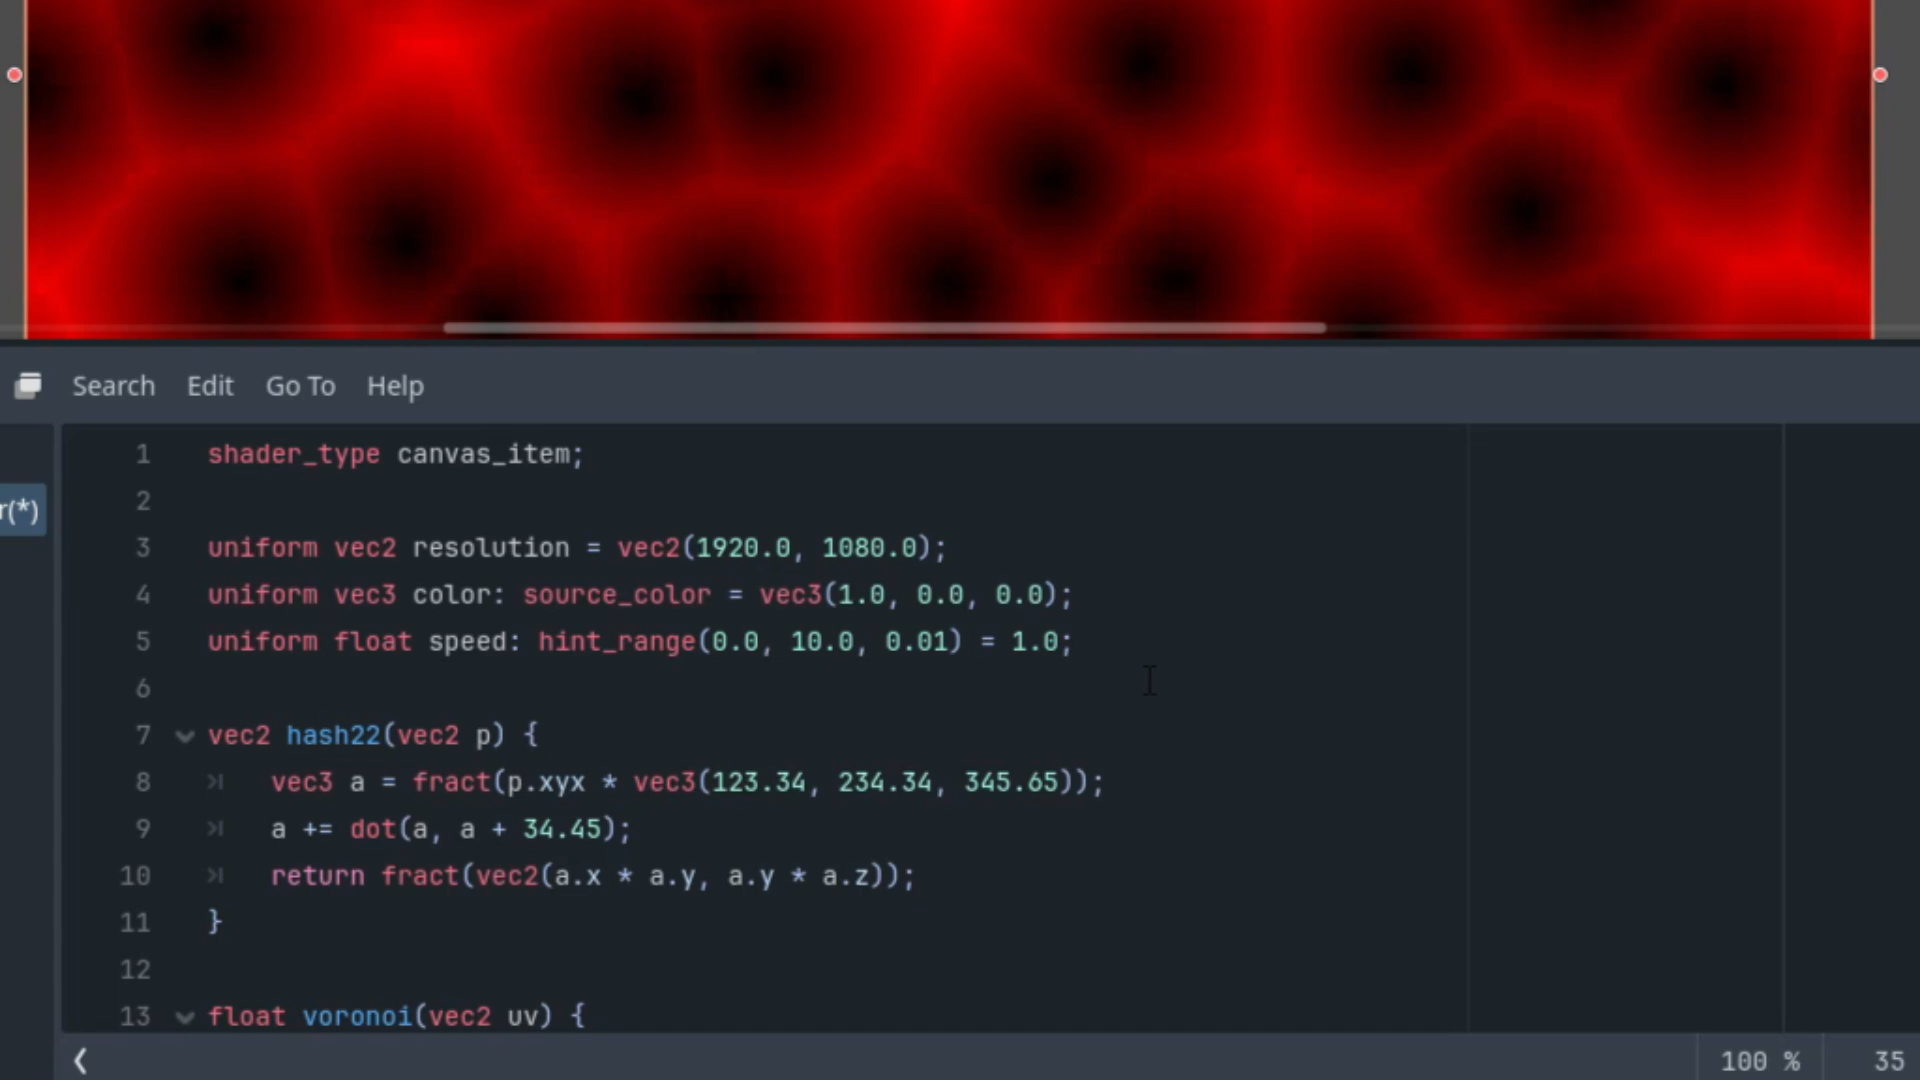 Search Edit Go To Help
r(*)
1 shader_type canvas_item;
2
3 uniform vec2 resolution = vec2(1920.0, 1080.0);
4 uniform vec3 color: source_color = vec3(1.0, 0.0, 0.0);
5 uniform float speed: hint_range(0.0, 10.0, 0.01) = 1.0;
6
7 vec2 hash22(vec2 p) {
8 vec3 a = fract(p.xyx * vec3(123.34, 234.34, 345.65));
9 a += dot(a, a + 34.45);
10 return fract(vec2(a.x * a.y, a.y * a.z));
11 }
12
13 float voronoi(vec2 uv) {
100 % 35